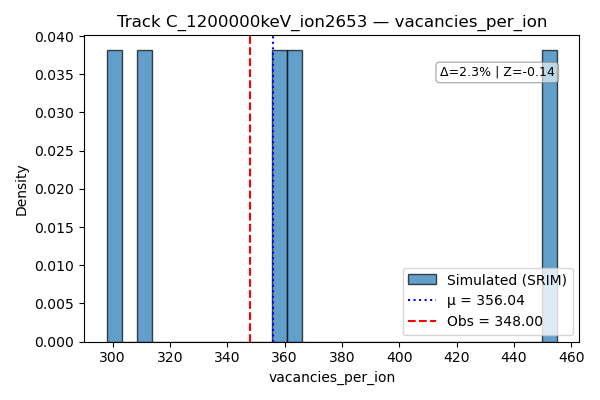 Track C_1200000keV_ion2653 — vacancies_per_ion
0.040
0.035
0.030
0.025
0.020
0.015
0.010
0.005
0.000
Density
Δ=2.3% | Z=-0.14
Simulated (SRIM)
μ = 356.04
Obs = 348.00
300 320 340 360 380 400 420 440 460
vacancies_per_ion